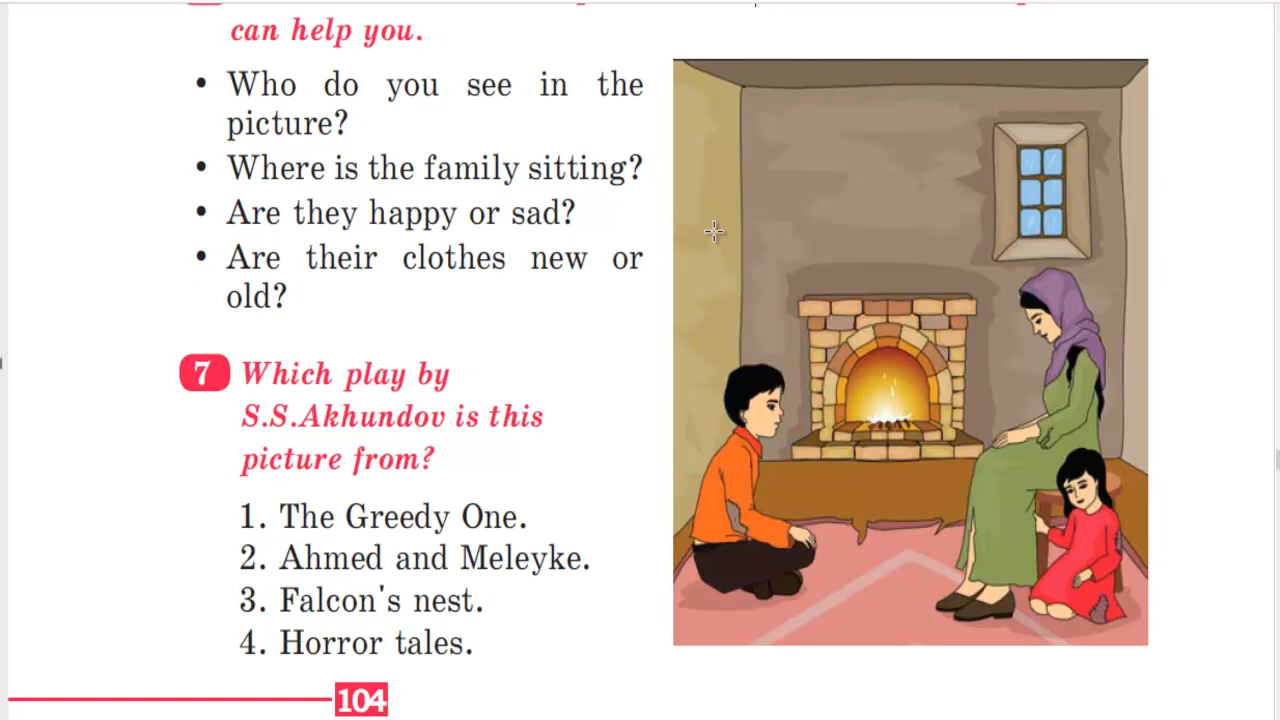 can help you.
• Who do you see in the
picture?
• Where is the family sitting?
• Are they happy or sad?
• Are their clothes new or
old?
7 Which play by
S.S.Akhundov is this
picture from?
1. The Greedy One.
2. Ahmed and Meleyke.
3. Falcon's nest.
4. Horror tales.
104